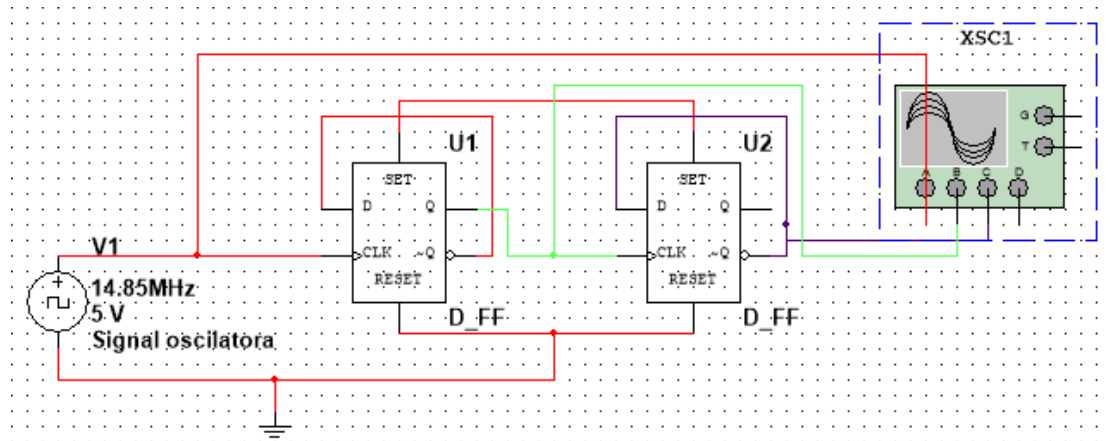 XSC1
G
T
A B C D
U1
SET
D Q
CLK ~Q
RESET
D_FF
U2
SET
D Q
CLK ~Q
RESET
D_FF
V1
14.85MHz
5 V
Signal oscilatora